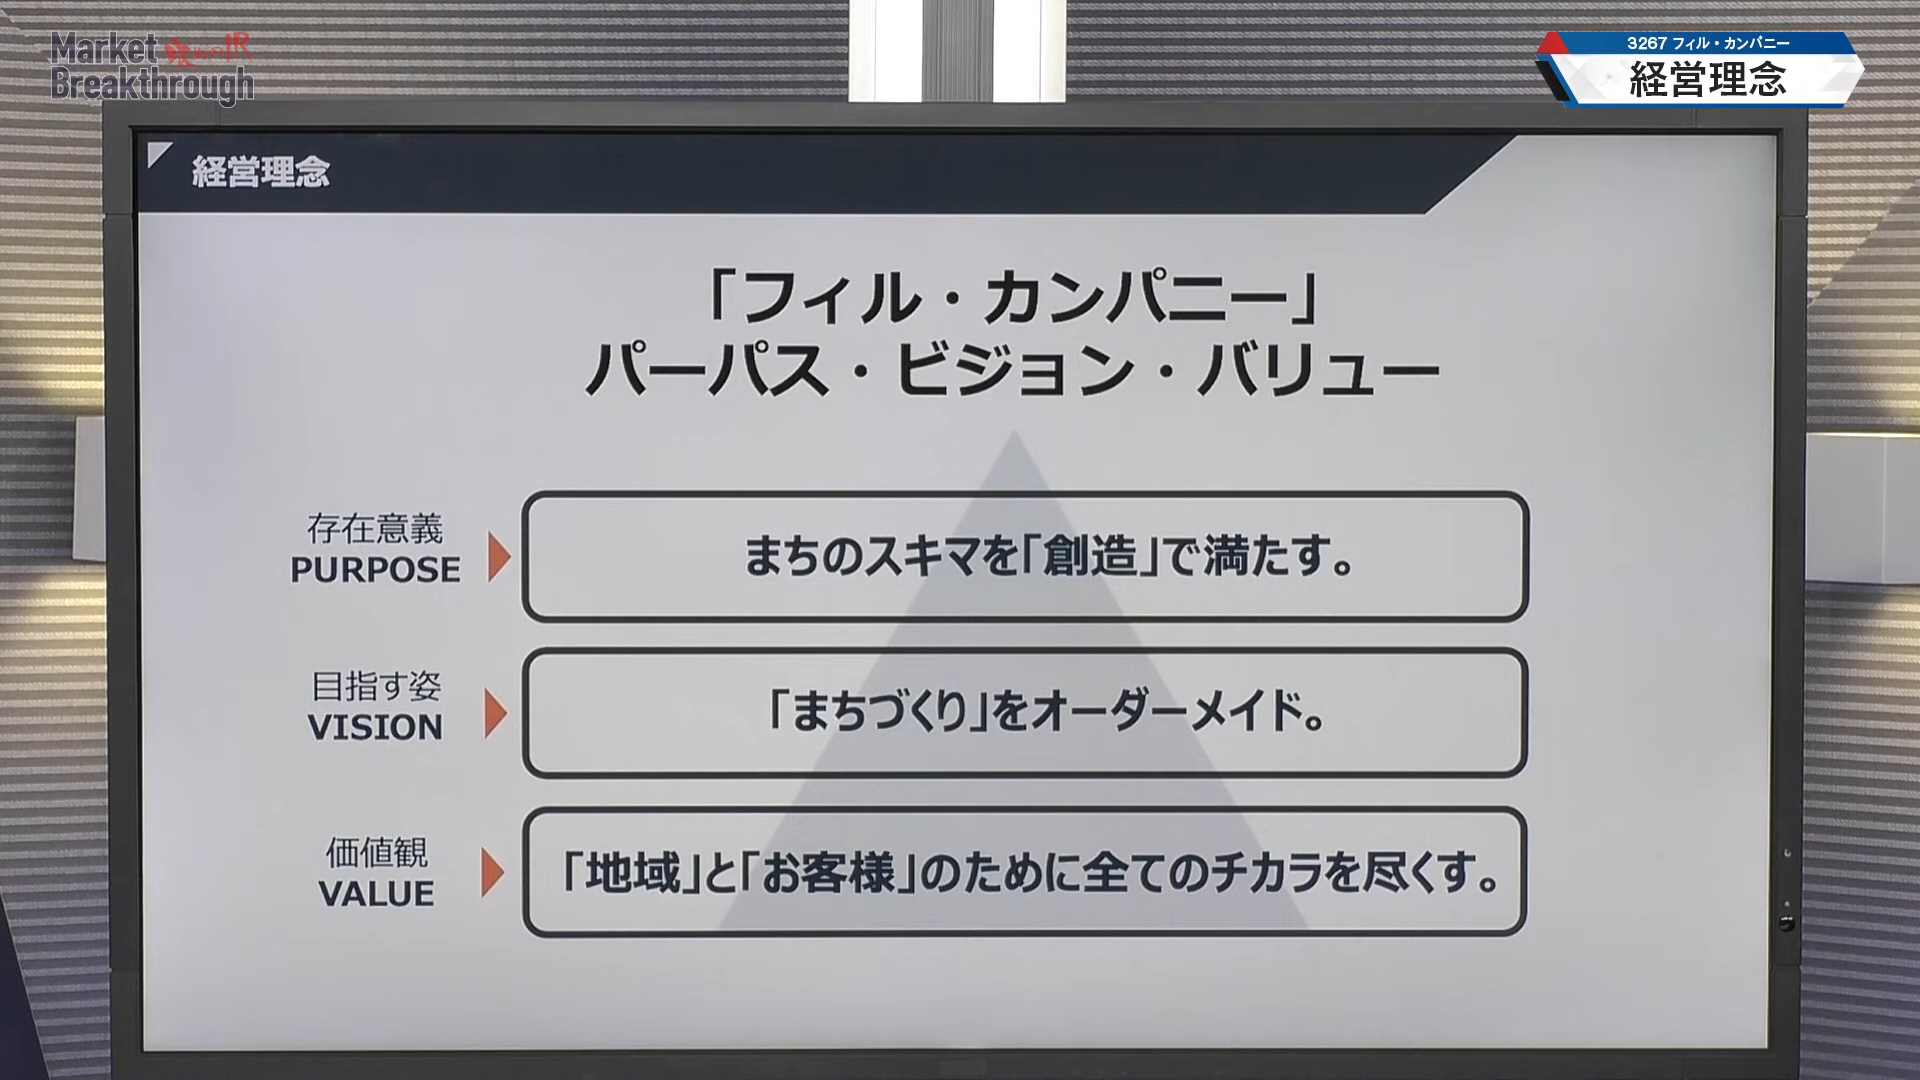 Market 攻めのIR
Breakthrough
3267 フィル・カンパニー
経営理念
経営理念
「フィル・カンパニー」
パーパス・ビジョン・バリュー
存在意義
PURPOSE
まちのスキマを「創造」で満たす。
目指す姿
VISION
「まちづくり」をオーダーメイド。
価値観
VALUE
「地域」と「お客様」のために全てのチカラを尽くす。